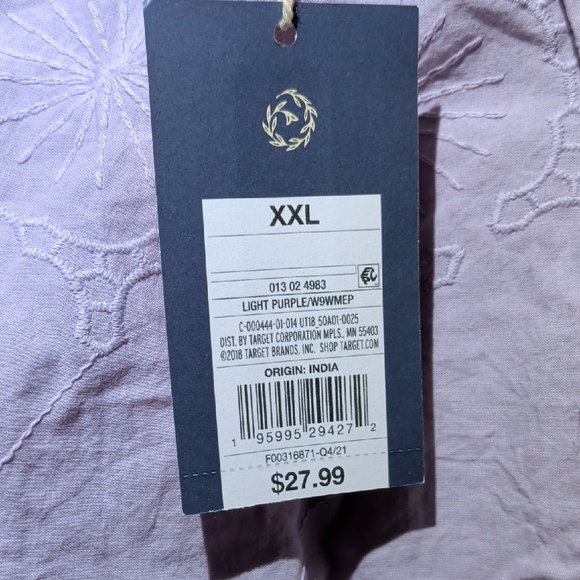 XXL
013 02 4983
LIGHT PURPLE/W9WMEP
C-000444-01-014 UT18 50A01-0025
DIST. BY TARGET CORPORATION MPLS., MN 55403
©2018 TARGET BRANDS, INC. SHOP TARGET.COM
ORIGIN: INDIA
1 95995 29427 2
F00316871-Q4/21
$27.99